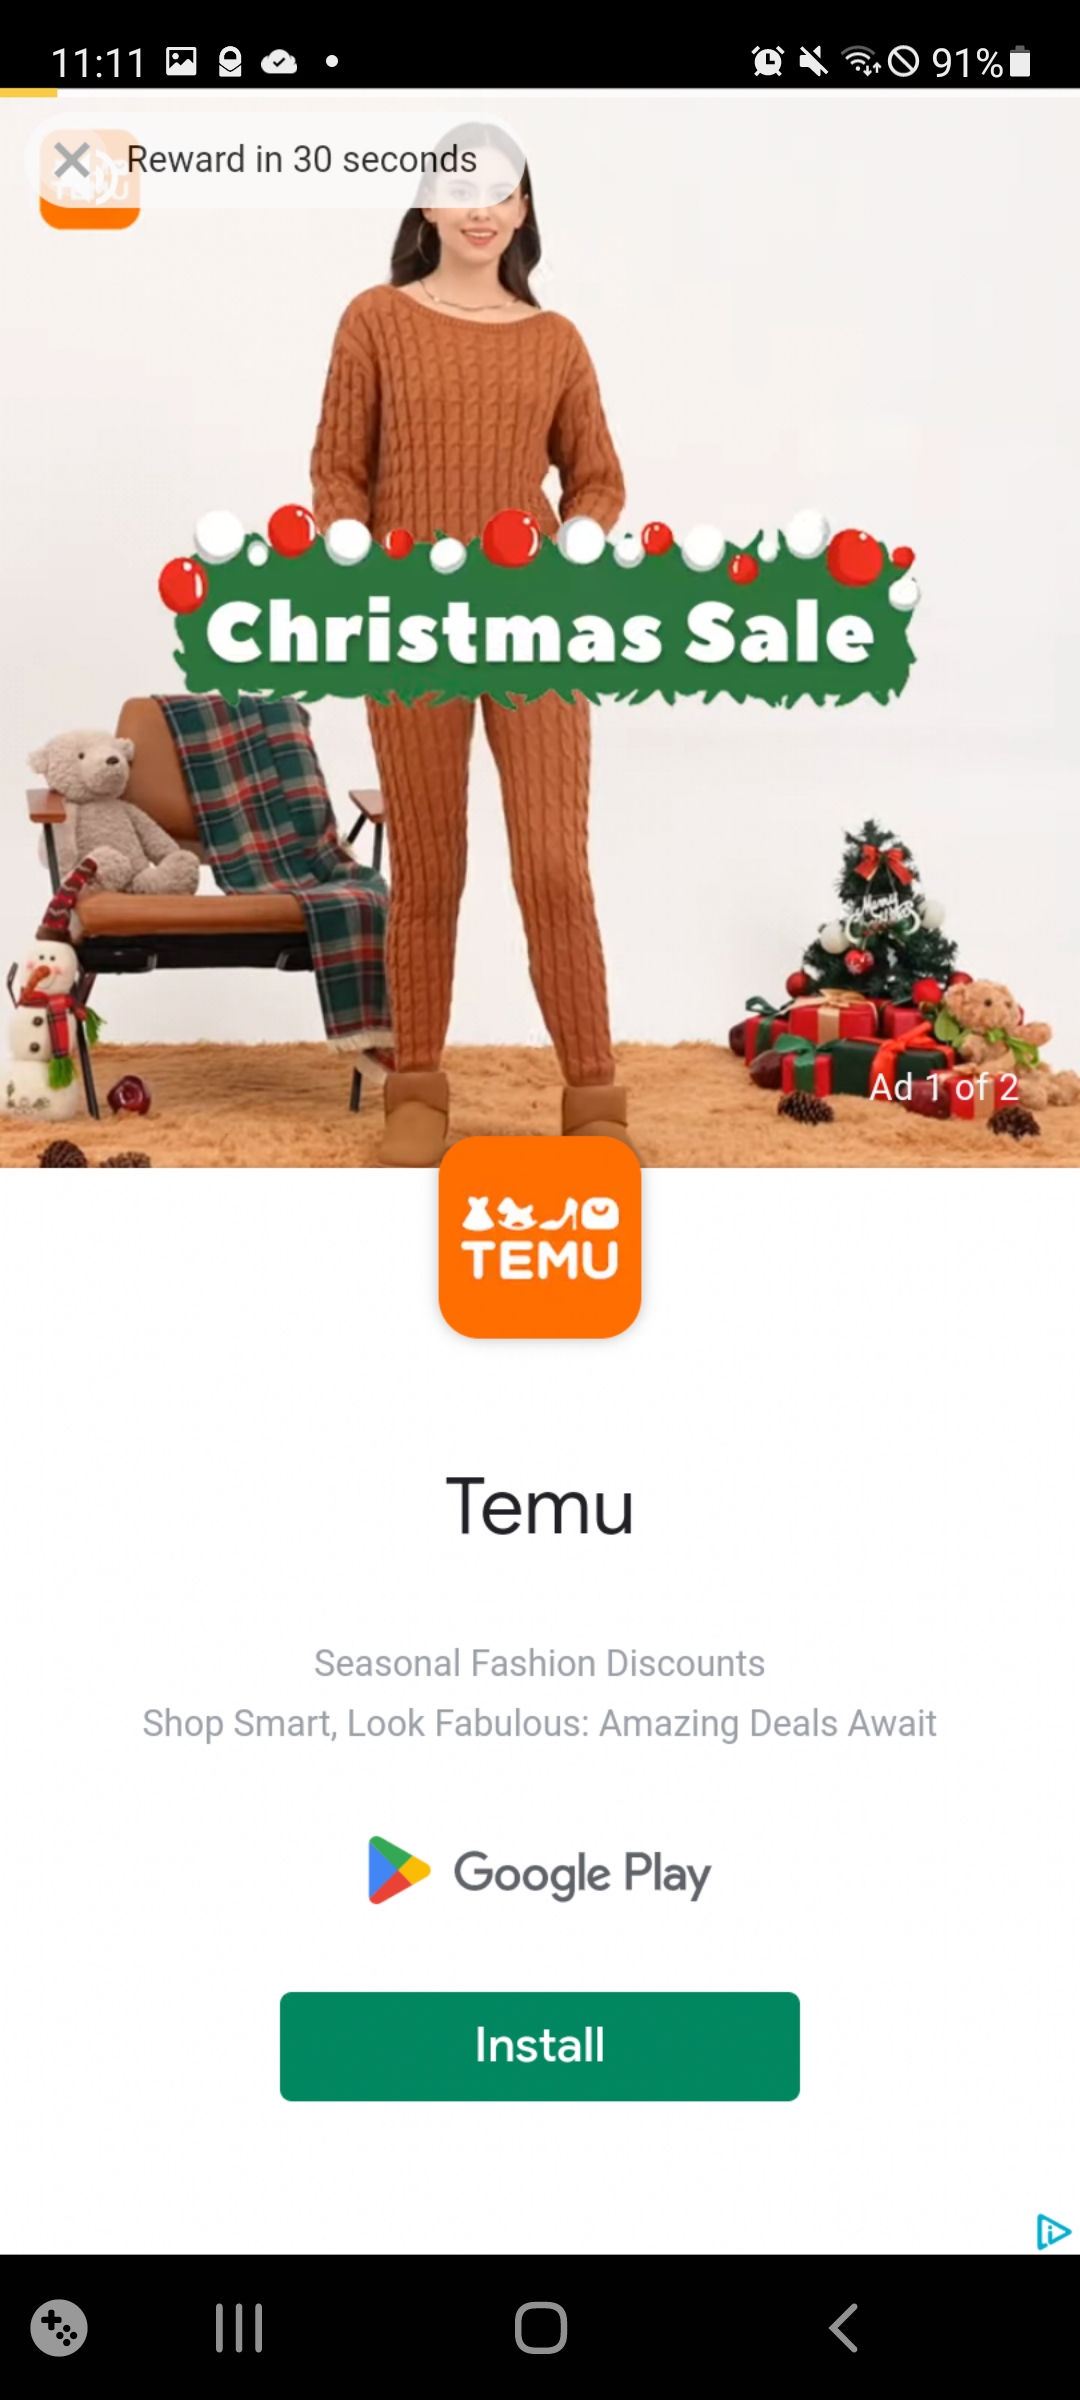 11:11
91%
Reward in 30 seconds
Christmas Sale
Merry
Ad 1 of 2
TEMU
Temu
Seasonal Fashion Discounts
Shop Smart, Look Fabulous: Amazing Deals Await
Google Play
Install